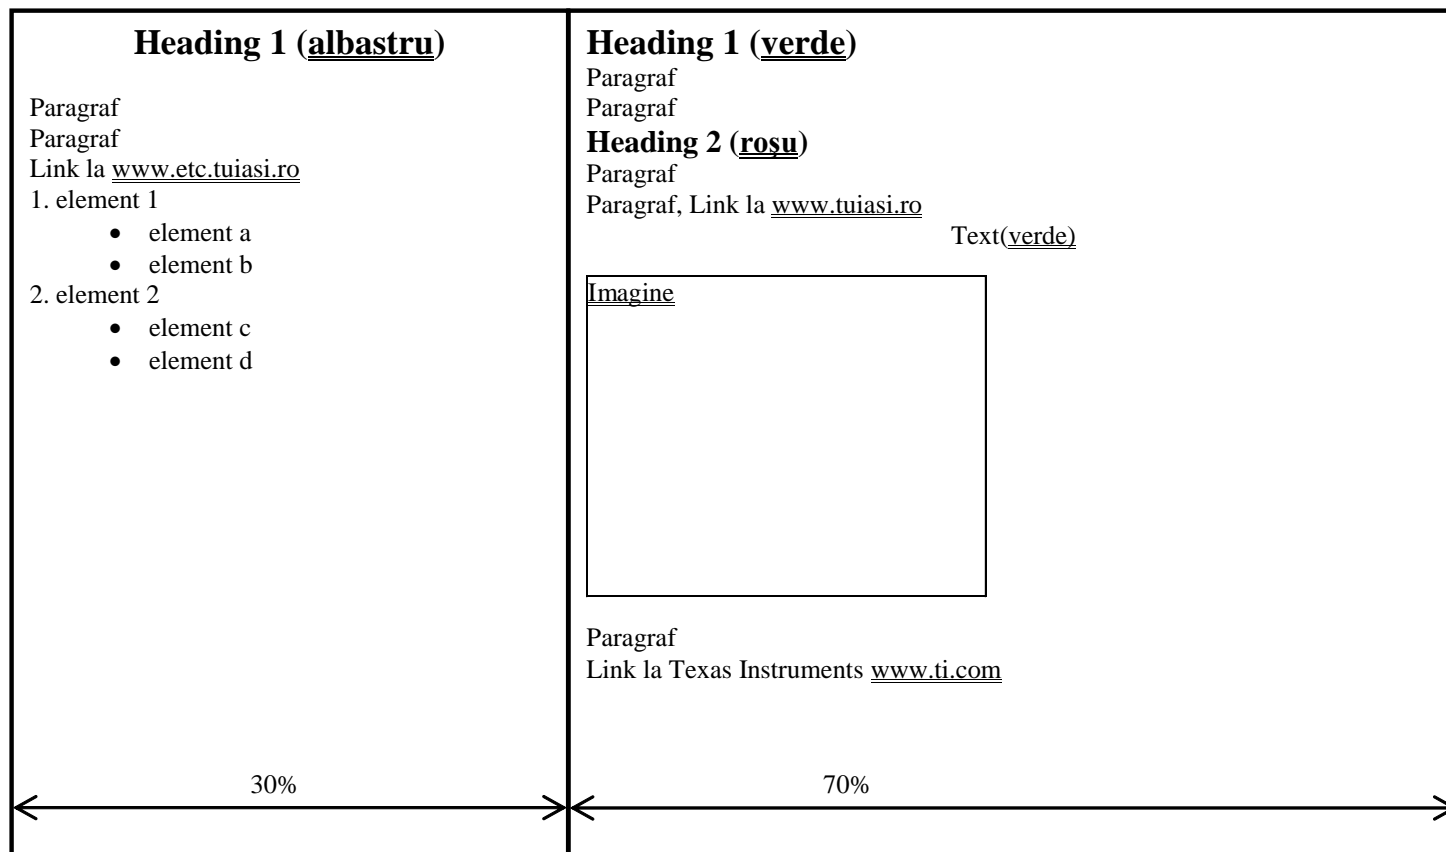 Heading 1 (albastru)
Paragraf
Paragraf
Link la www.etc.tuiasi.ro
1. element 1
• element a
• element b
2. element 2
• element c
• element d
30%
Heading 1 (verde)
Paragraf
Paragraf
Heading 2 (roşu)
Paragraf
Paragraf, Link la www.tuiasi.ro
Text(verde)
Imagine
Paragraf
Link la Texas Instruments www.ti.com
70%